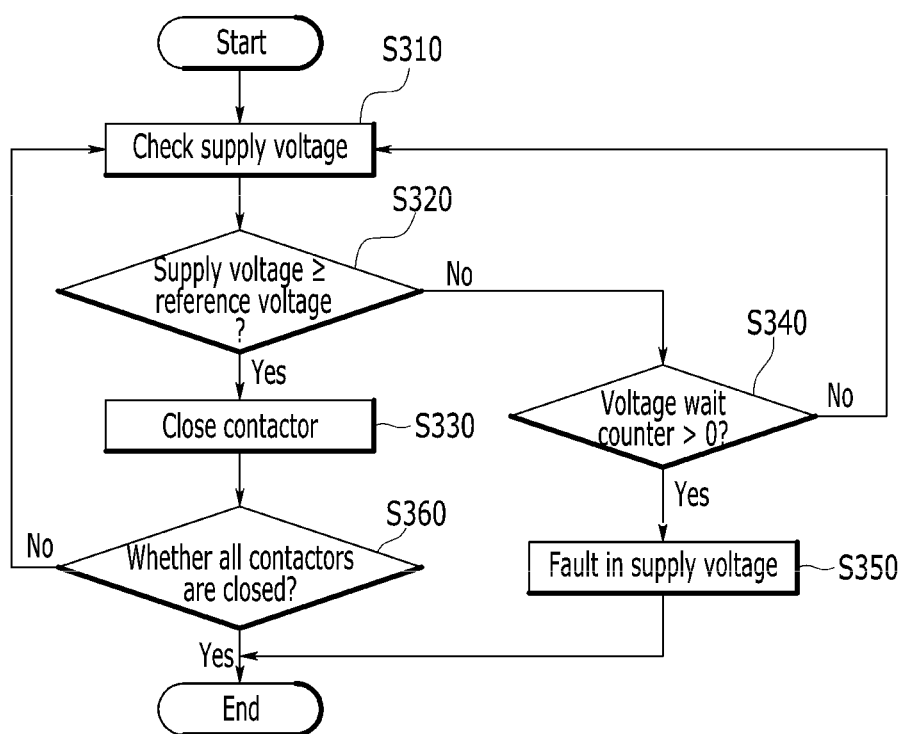 Start
S310
Check supply voltage
S320
Supply voltage ≥
reference voltage
?
No
Yes
S340
Voltage wait
counter > 0?
No
Close contactor
S330
Yes
S360
Whether all contactors
are closed?
No
Fault in supply voltage
S350
Yes
End